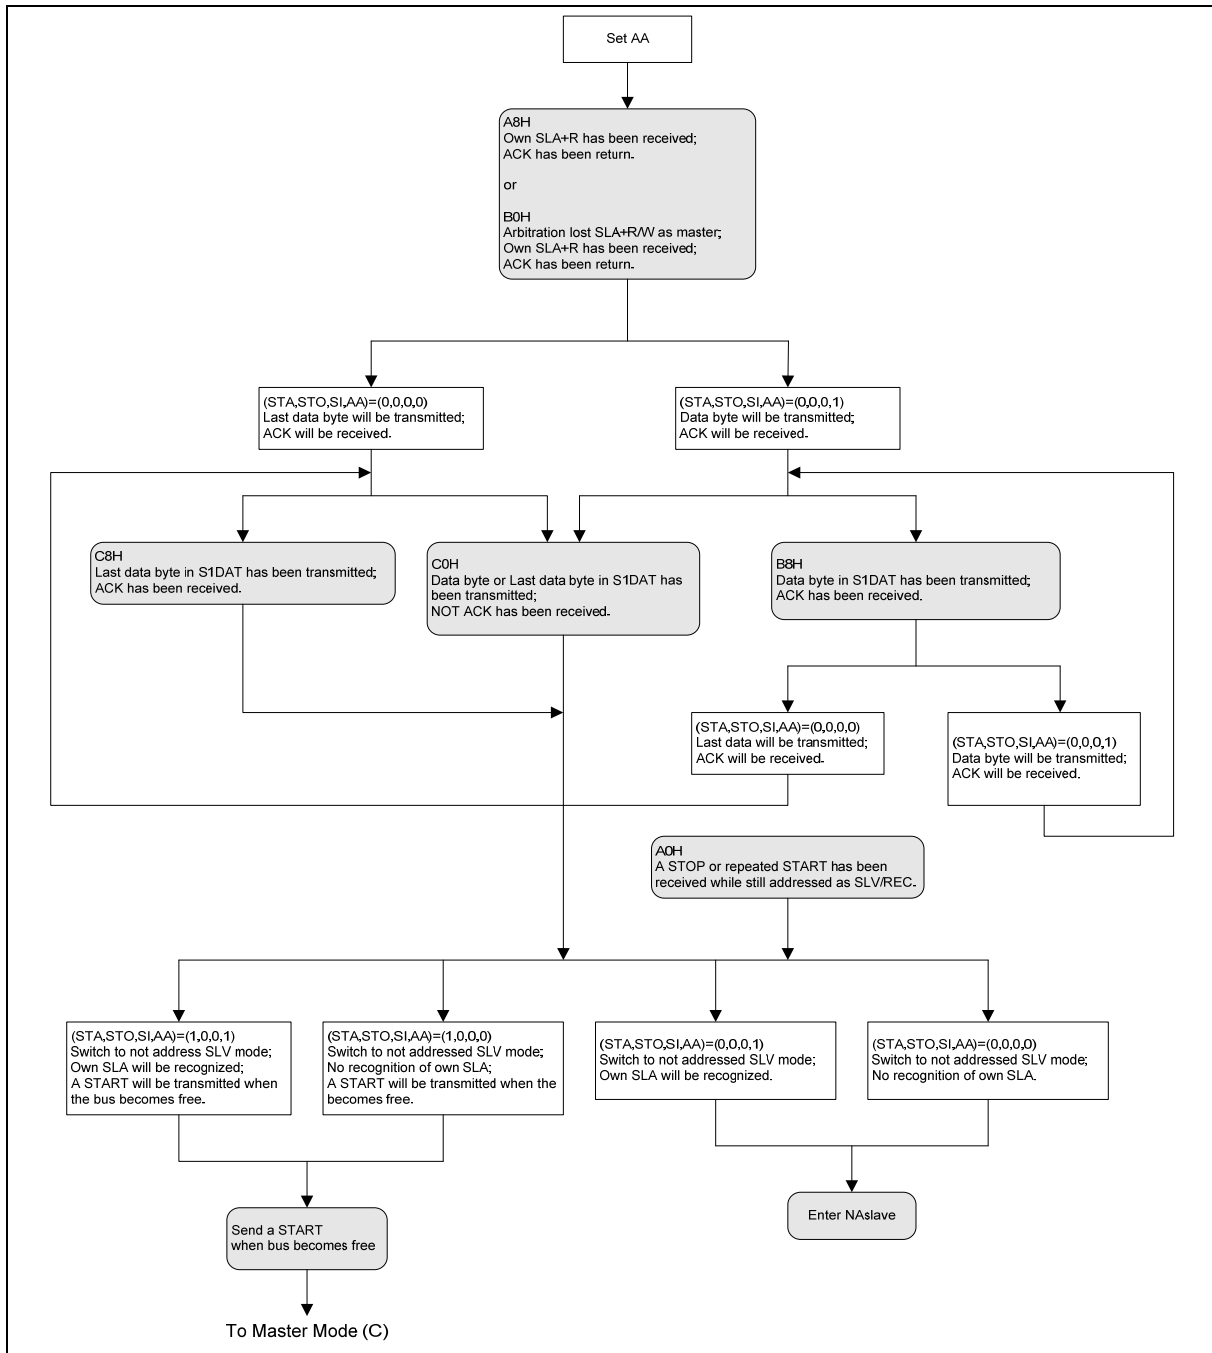 Set AA
A8H
Own SLA+R has been received;
ACK has been return.
or
B0H
Arbitration lost SLA+R/W as master;
Own SLA+R has been received;
ACK has been return.
(STA,STO,SI,AA)=(0,0,0,0)
Last data byte will be transmitted;
ACK will be received.
(STA,STO,SI,AA)=(0,0,0,1)
Data byte will be transmitted;
ACK will be received.
C8H
Last data byte in S1DAT has been transmitted;
ACK has been received.
C0H
Data byte or Last data byte in S1DAT has
been transmitted;
NOT ACK has been received.
B8H
Data byte in S1DAT has been transmitted;
ACK has been received.
(STA,STO,SI,AA)=(0,0,0,0)
Last data will be transmitted;
ACK will be received.
(STA,STO,SI,AA)=(0,0,0,1)
Data byte will be transmitted;
ACK will be received.
A0H
A STOP or repeated START has been
received while still addressed as SLV/REC.
(STA,STO,SI,AA)=(1,0,0,1)
Switch to not address SLV mode;
Own SLA will be recognized;
A START will be transmitted when
the bus becomes free.
(STA,STO,SI,AA)=(1,0,0,0)
Switch to not addressed SLV mode;
No recognition of own SLA;
A START will be transmitted when the
becomes free.
(STA,STO,SI,AA)=(0,0,0,1)
Switch to not addressed SLV mode;
Own SLA will be recognized.
(STA,STO,SI,AA)=(0,0,0,0)
Switch to not addressed SLV mode;
No recognition of own SLA.
Send a START
when bus becomes free
Enter NAslave
To Master Mode (C)